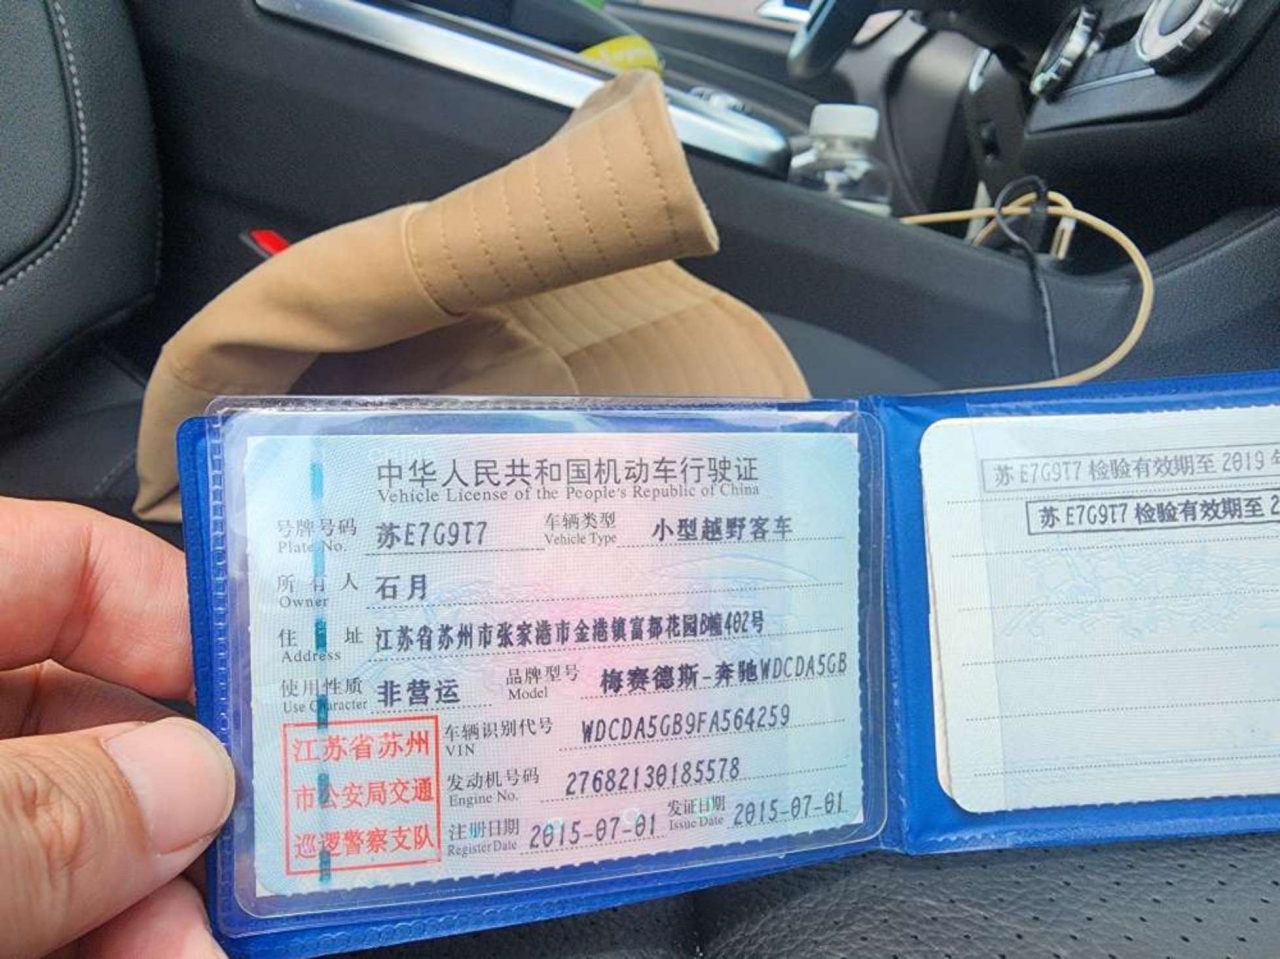 中华人民共和国机动车行驶证
Vehicle License of the People's Republic of China
号牌号码 苏E7G9T7 车辆类型 小型越野客车
Plate No. Vehicle Type
所有人 石月
Owner
住址 江苏省苏州市张家港市金港镇富都花园B幢402号
Address
使用性质 非营运 品牌型号 梅赛德斯-奔驰WDCDA5GB
Use Character Model
江苏省苏州
市公安局交通
巡逻警察支队
车辆识别代号 WDCDA5GB9FA564259
VIN
发动机号码 27682130185578
Engine No.
注册日期 2015-07-01 发证日期 2015-07-01
Register Date Issue Date
苏E7G9T7 检验有效期至 2019年
苏E7G9T7 检验有效期至 2